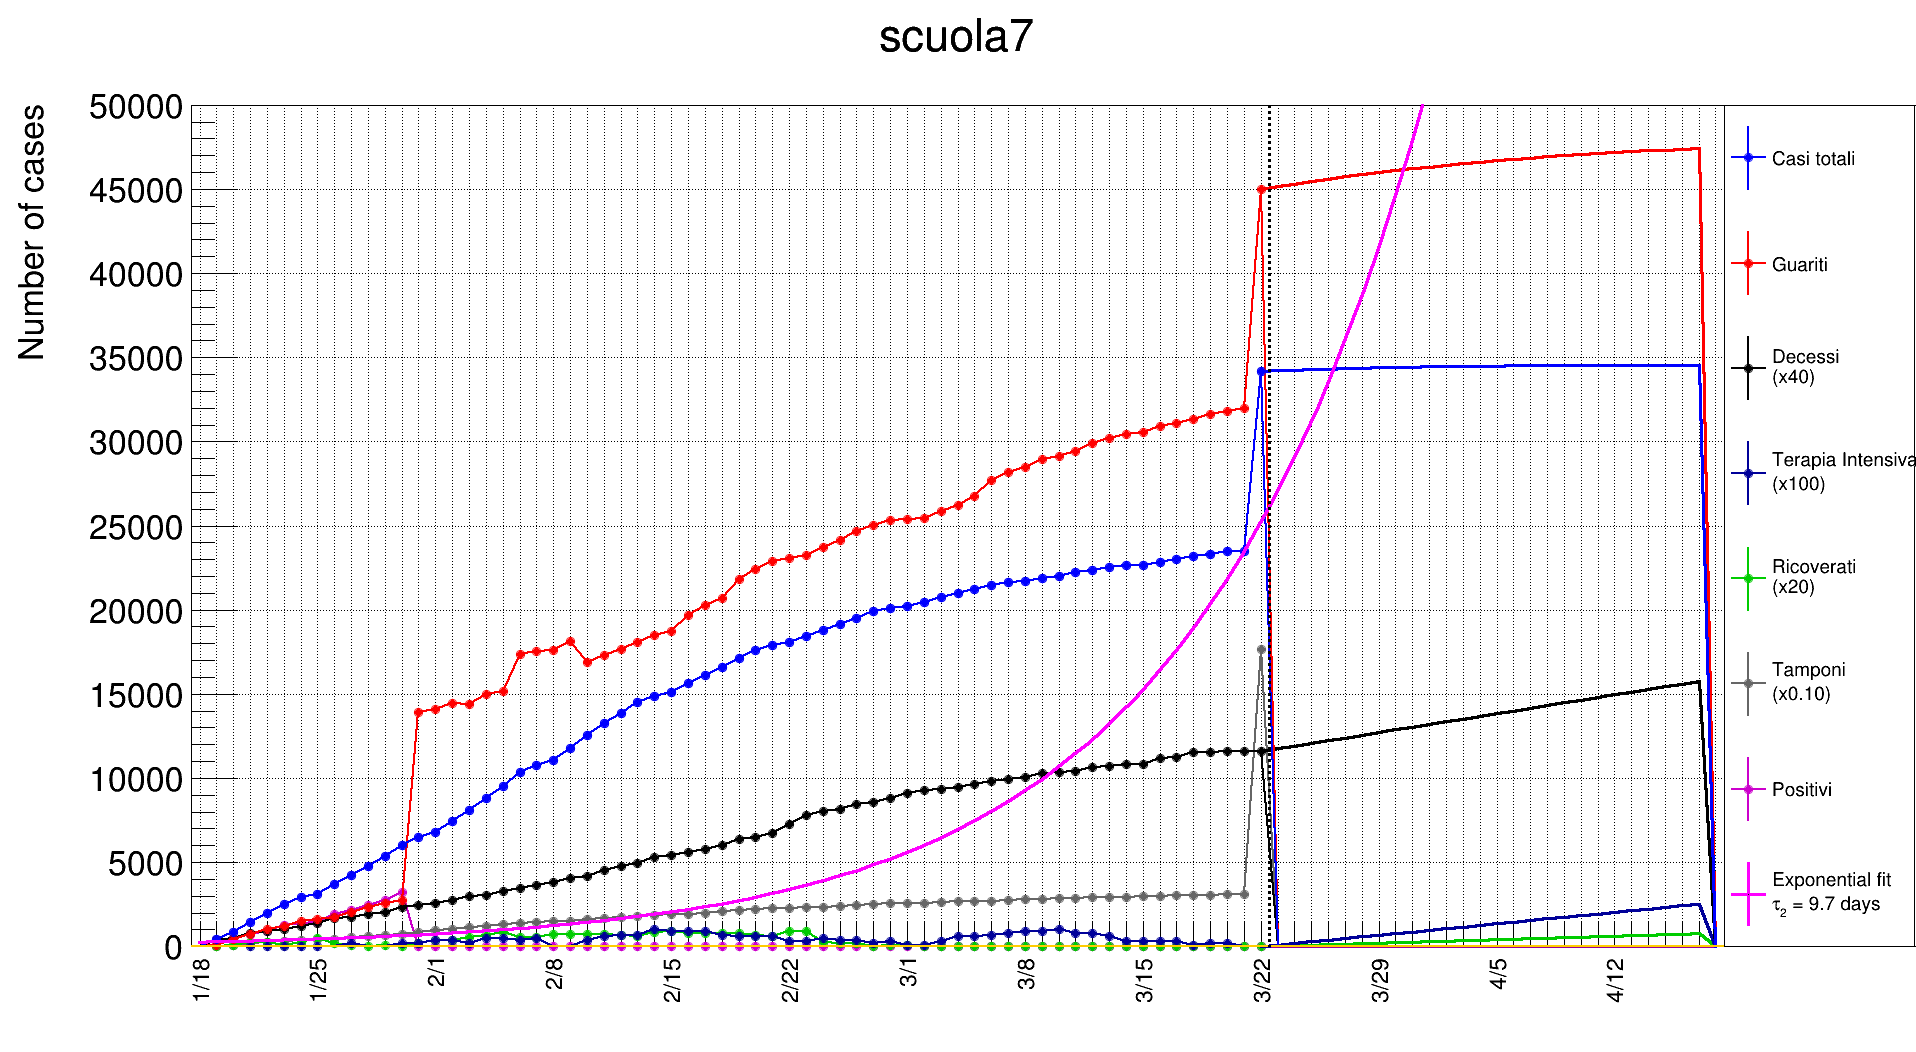 scuola7
Number of cases
50000
45000
40000
35000
30000
25000
20000
15000
10000
5000
0
1/18
1/25
2/1
2/8
2/15
2/22
3/1
3/8
3/15
3/22
3/29
4/5
4/12
Casi totali
Guariti
Decessi
(x40)
Terapia Intensiva
(x100)
Ricoverati
(x20)
Tamponi
(x0.10)
Positivi
Exponential fit
τ₂ = 9.7 days